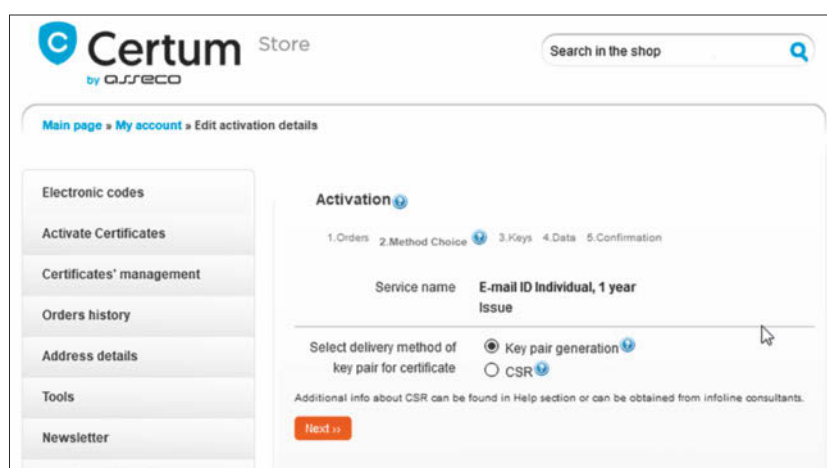 Certum Store
by asseco
Search in the shop
Main page » My account » Edit activation details
Electronic codes
Activate Certificates
Certificates' management
Orders history
Address details
Tools
Newsletter
Activation
1.Orders 2.Method Choice 3.Keys 4.Data 5.Confirmation
Service name E-mail ID Individual, 1 year
Issue
Select delivery method of Key pair generation
key pair for certificate CSR
Additional info about CSR can be found in Help section or can be obtained from infoline consultants.
Next ››